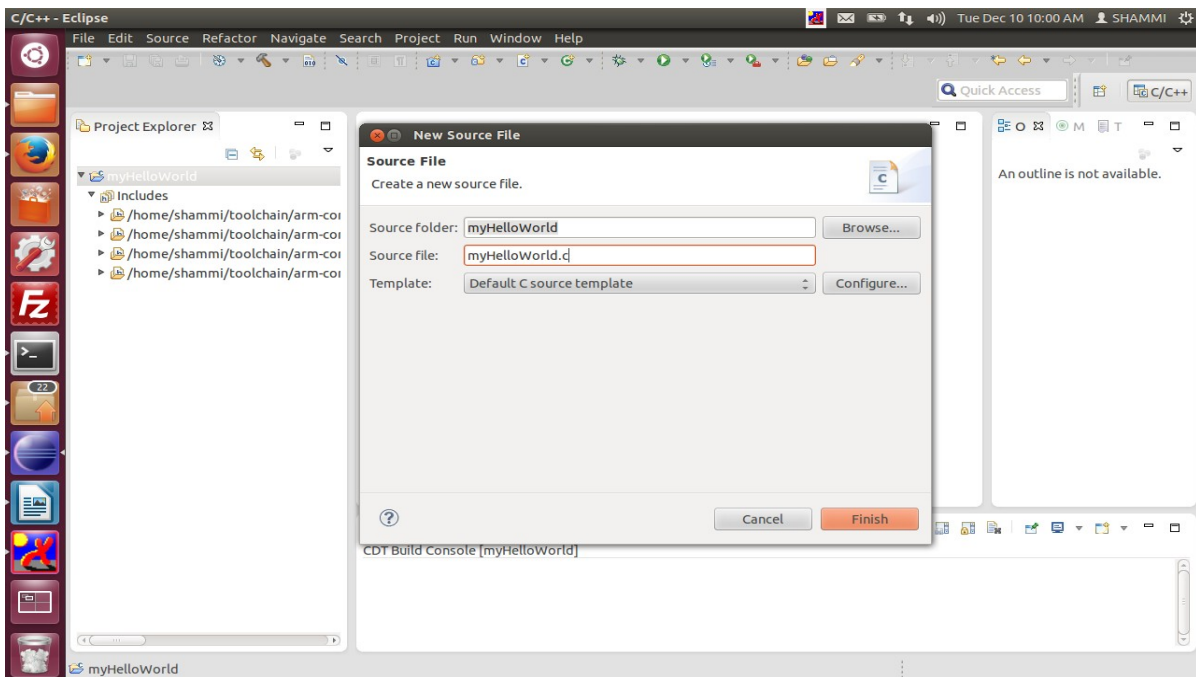 C/C++ - Eclipse
Tue Dec 10 10:00 AM SHAMMI
File Edit Source Refactor Navigate Search Project Run Window Help
Quick Access
C/C++
Project Explorer
myHelloWorld
Includes
/home/shammi/toolchain/arm-cor
/home/shammi/toolchain/arm-cor
/home/shammi/toolchain/arm-cor
/home/shammi/toolchain/arm-cor
New Source File
Source File
Create a new source file.
C
Source folder: myHelloWorld Browse...
Source file: myHelloWorld.c
Template: Default C source template Configure...
? Cancel Finish
O M T
An outline is not available.
CDT Build Console [myHelloWorld]
Fz
>_
22
myHelloWorld